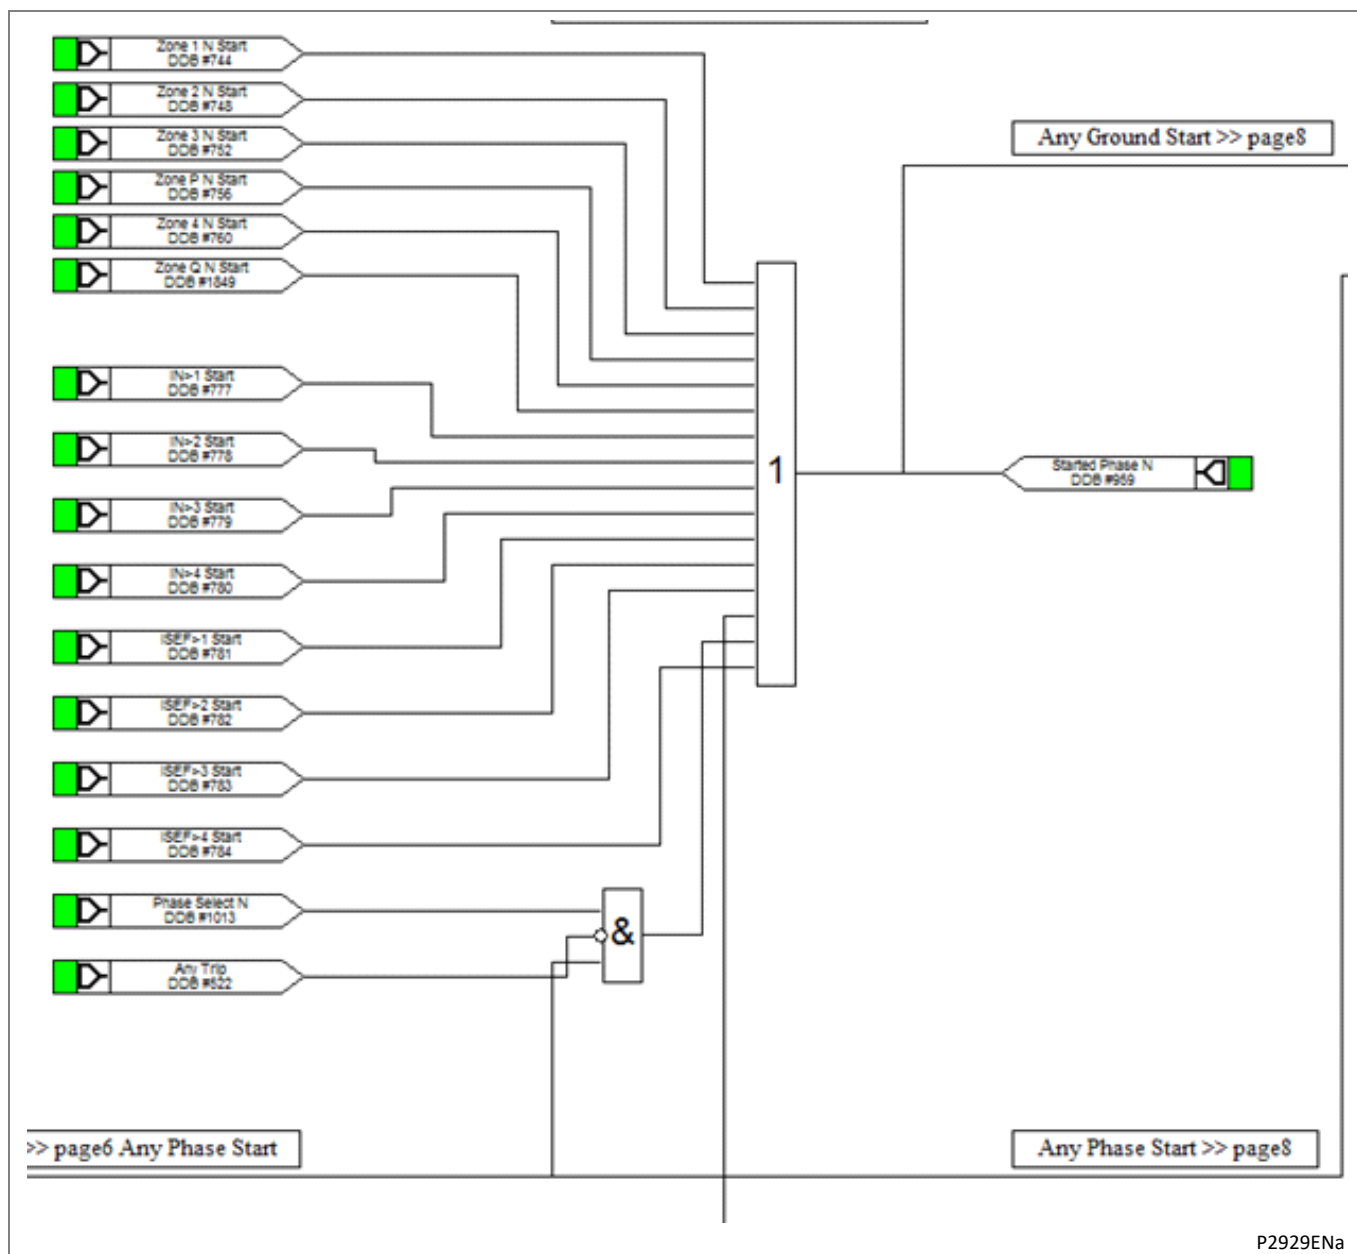 Zone 1 N Start
DDB #744
Zone 2 N Start
DDB #748
Zone 3 N Start
DDB #752
Zone P N Start
DDB #756
Zone 4 N Start
DDB #760
Zone Q N Start
DDB #1849
IN>1 Start
DDB #777
IN>2 Start
DDB #778
IN>3 Start
DDB #779
IN>4 Start
DDB #780
ISEF>1 Start
DDB #781
ISEF>2 Start
DDB #782
ISEF>3 Start
DDB #783
ISEF>4 Start
DDB #784
Phase Select N
DDB #1013
Any Trip
DDB #522
&
1
Any Ground Start >> page8
Started Phase N
DDB #959
>> page6 Any Phase Start
Any Phase Start >> page8
P2929ENa